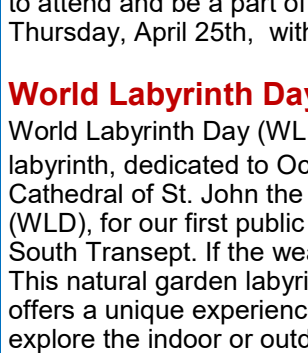 to attend and be a part of
Thursday, April 25th, with
World Labyrinth Day
World Labyrinth Day (WL
labyrinth, dedicated to Oc
Cathedral of St. John the
(WLD), for our first public
South Transept. If the wea
This natural garden labyri
offers a unique experienc
explore the indoor or outd